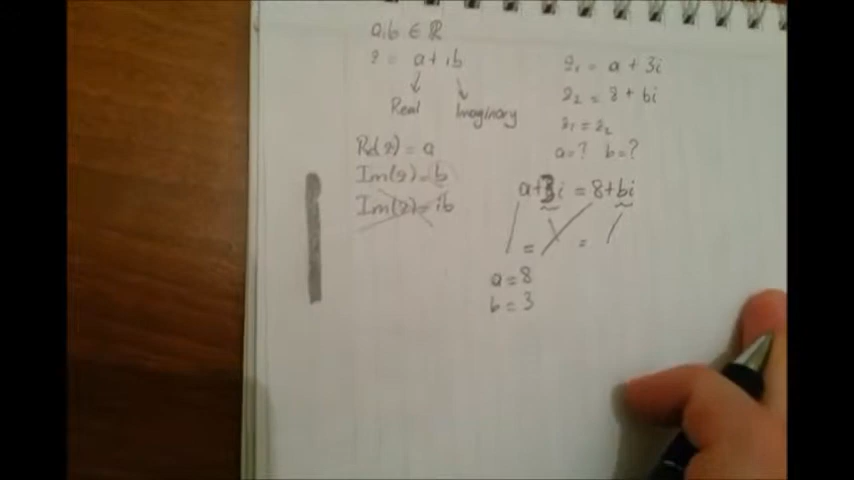 a,b ∈ ℝ
z = a + ib
Real Imaginary
Re(z) = a
Im(z) = b
Im(z) = ib
z₁ = a + 3i
z₂ = 8 + bi
z₁ = z₂
a = ? b = ?
a+3i = 8+bi
= =
a = 8
b = 3